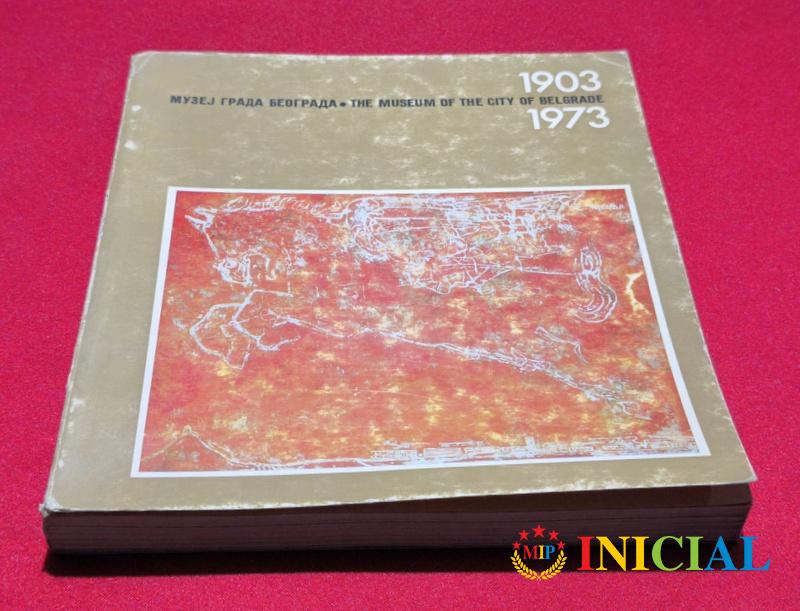 1903
МУЗЕЈ ГРАДА БЕОГРАДА • THE MUSEUM OF THE CITY OF BELGRADE
1973
MIP
INICIAL